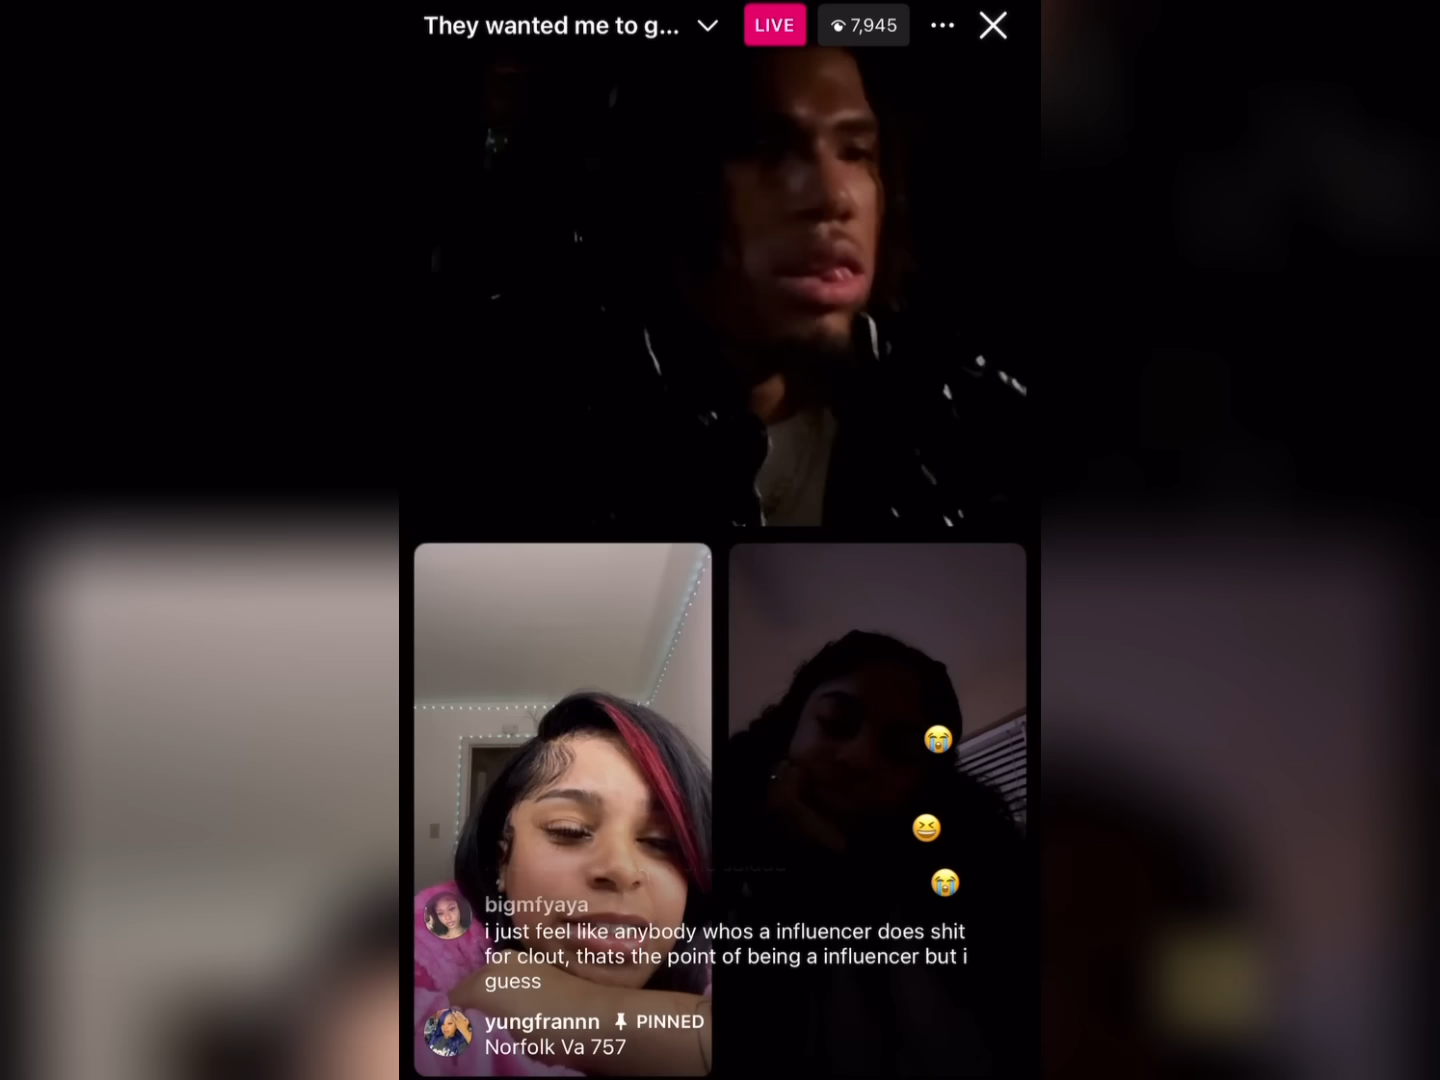 They wanted me to g...
LIVE
7,945
bigmfyaya
i just feel like anybody whos a influencer does shit
for clout, thats the point of being a influencer but i
guess
yungfrannn PINNED
Norfolk Va 757